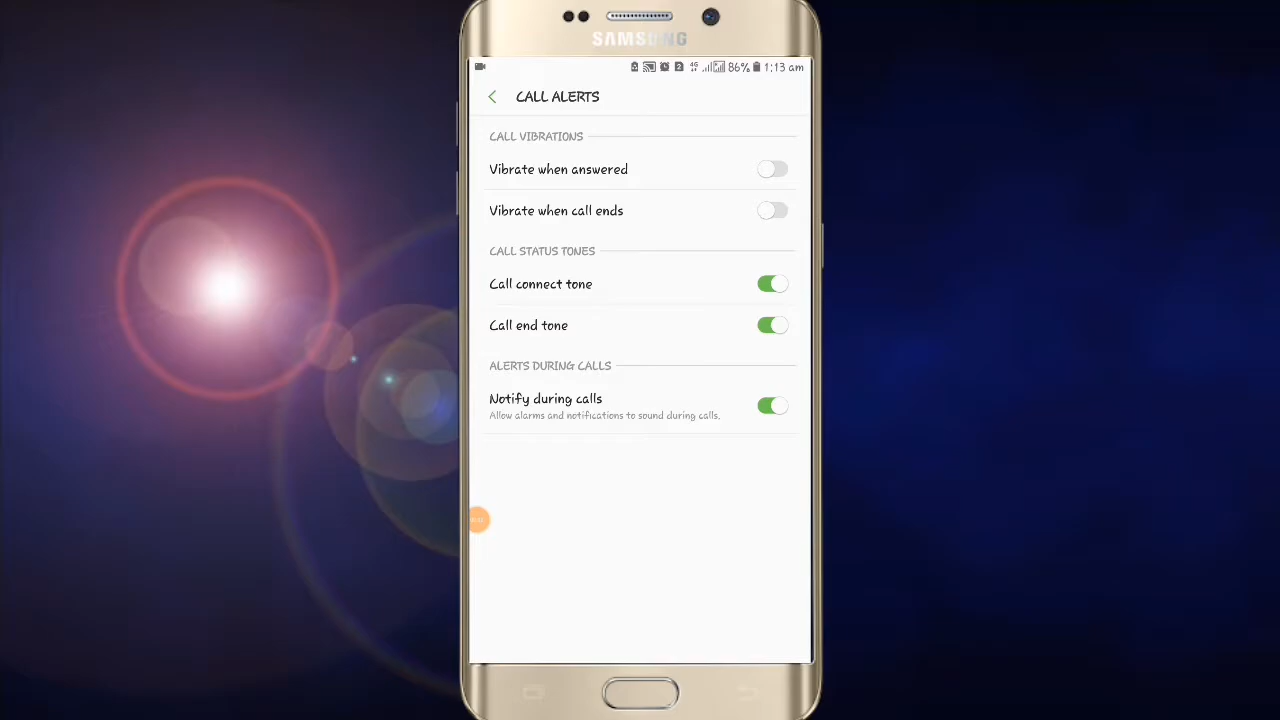 SAMSUNG
4G 86% 1:13 am
CALL ALERTS
CALL VIBRATIONS
Vibrate when answered
Vibrate when call ends
CALL STATUS TONES
Call connect tone
Call end tone
ALERTS DURING CALLS
Notify during calls
Allow alarms and notifications to sound during calls.